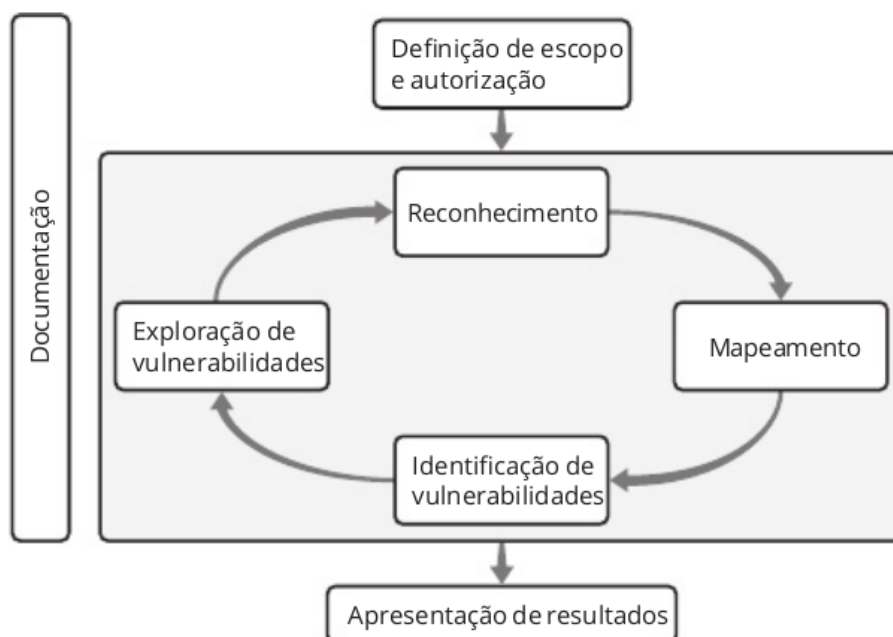 Documentação
Definição de escopo
e autorização
Reconhecimento
Mapeamento
Identificação de
vulnerabilidades
Exploração de
vulnerabilidades
Apresentação de resultados